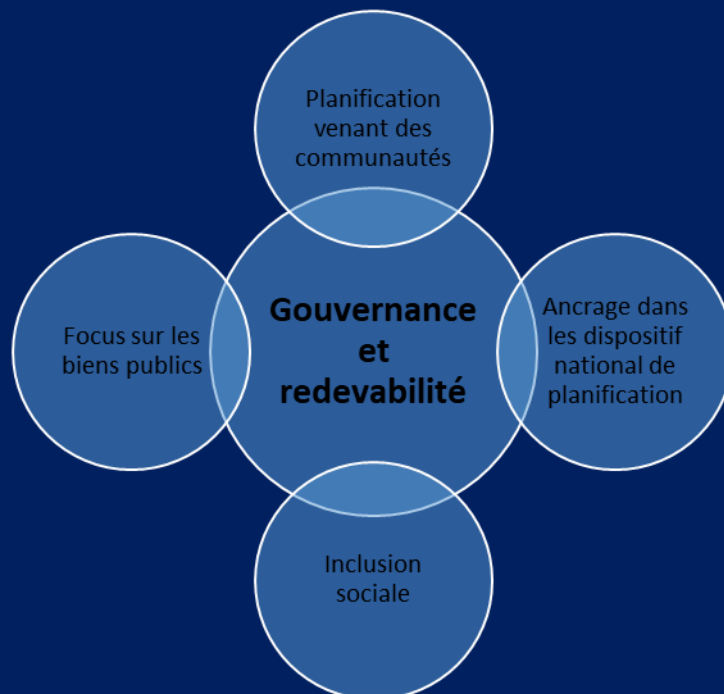 Planification
venant des
communautés
Focus sur les
biens publics
Gouvernance
et
redevabilité
Ancrage dans
les dispositif
national de
planification
Inclusion
sociale